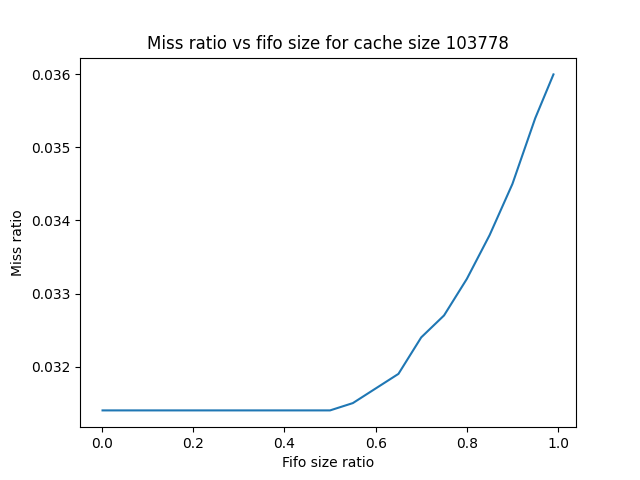 Miss ratio vs fifo size for cache size 103778
0.036
0.035
0.034
0.033
0.032
Miss ratio
0.0 0.2 0.4 0.6 0.8 1.0
Fifo size ratio